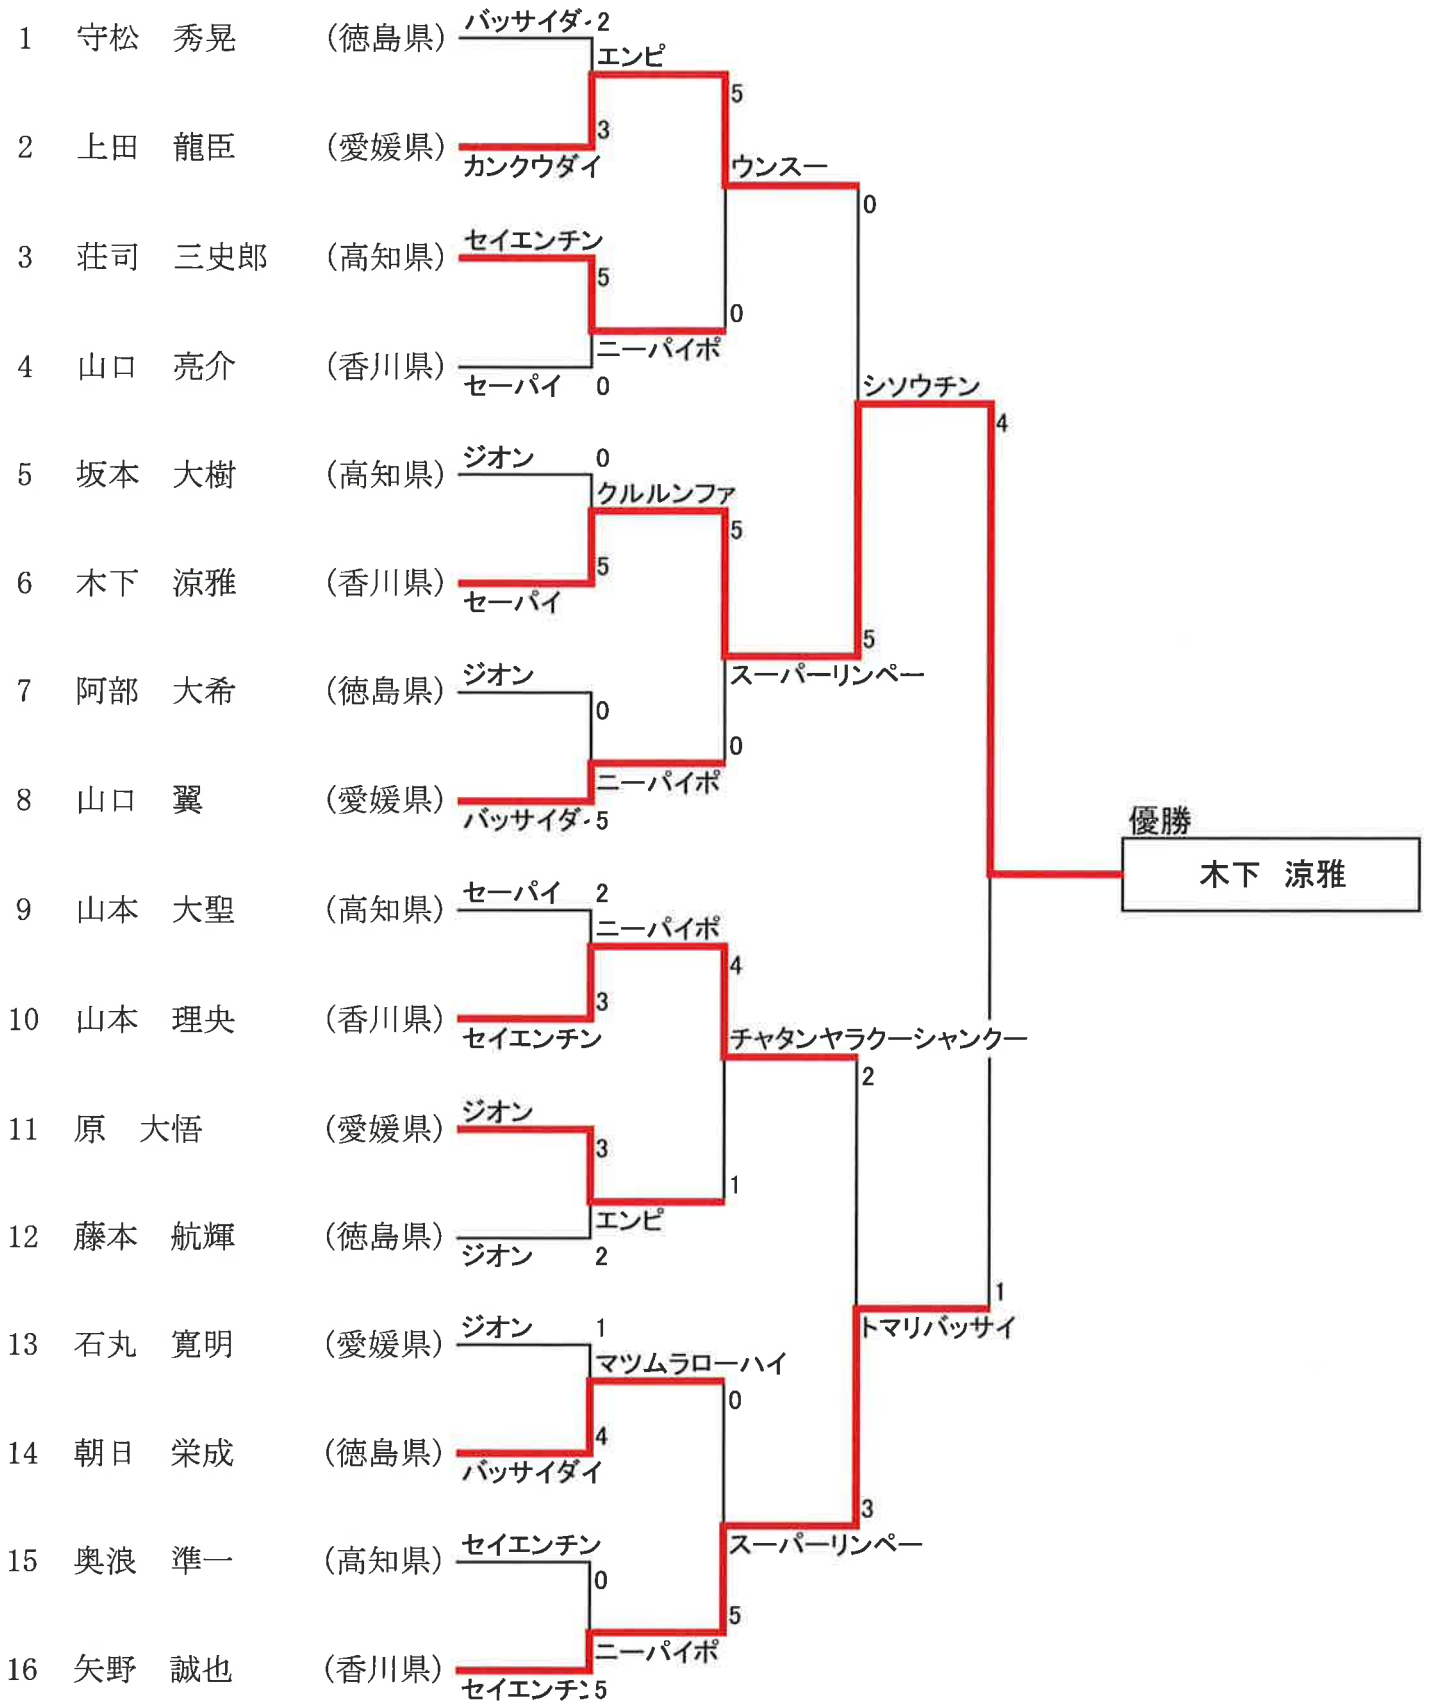 1 守松 秀晃 (徳島県) バッサイダ 2
エンピ
5
3
2 上田 龍臣 (愛媛県) カンクウダイ
ウンスー
0
3 荘司 三史郎 (高知県) セイエンチン
5
0
ニーパイポ
4 山口 亮介 (香川県) セーパイ 0
シソウチン
4
5 坂本 大樹 (高知県) ジオン 0
クルルンファ
5
5
6 木下 涼雅 (香川県) セーパイ
5
スーパーリンペー
7 阿部 大希 (徳島県) ジオン
0
0
ニーパイポ
8 山口 翼 (愛媛県) バッサイダ 5
優勝
木下 涼雅
9 山本 大聖 (高知県) セーパイ 2
ニーパイポ
4
3
10 山本 理央 (香川県) セイエンチン
チャタンヤラクーシャンクー
2
11 原 大悟 (愛媛県) ジオン
3
1
エンピ
12 藤本 航輝 (徳島県) ジオン 2
1
トマリバッサイ
13 石丸 寛明 (愛媛県) ジオン 1
マツムラローハイ
0
4
14 朝日 栄成 (徳島県) バッサイダイ
3
スーパーリンペー
15 奥浪 準一 (高知県) セイエンチン
0
5
ニーパイポ
16 矢野 誠也 (香川県) セイエンチン 5